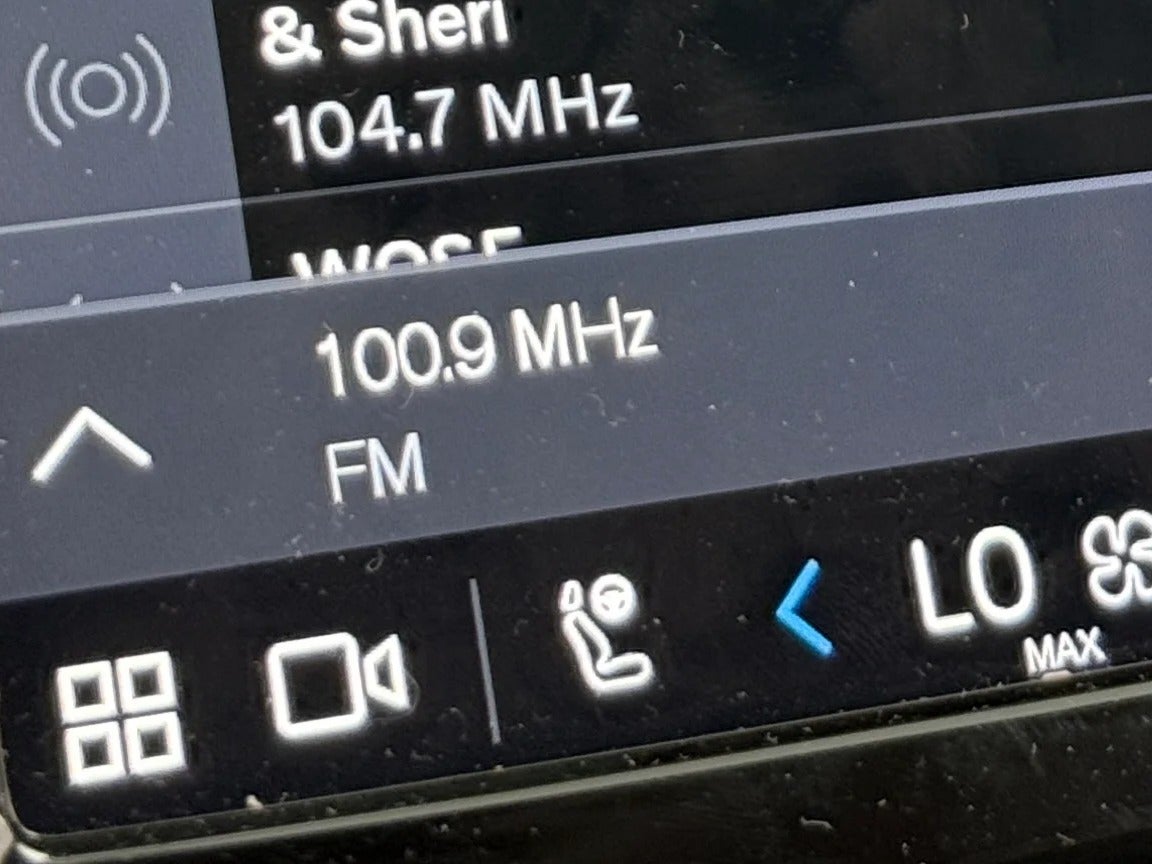 & Sheri
104.7 MHz
100.9 MHz
FM
LO
MAX